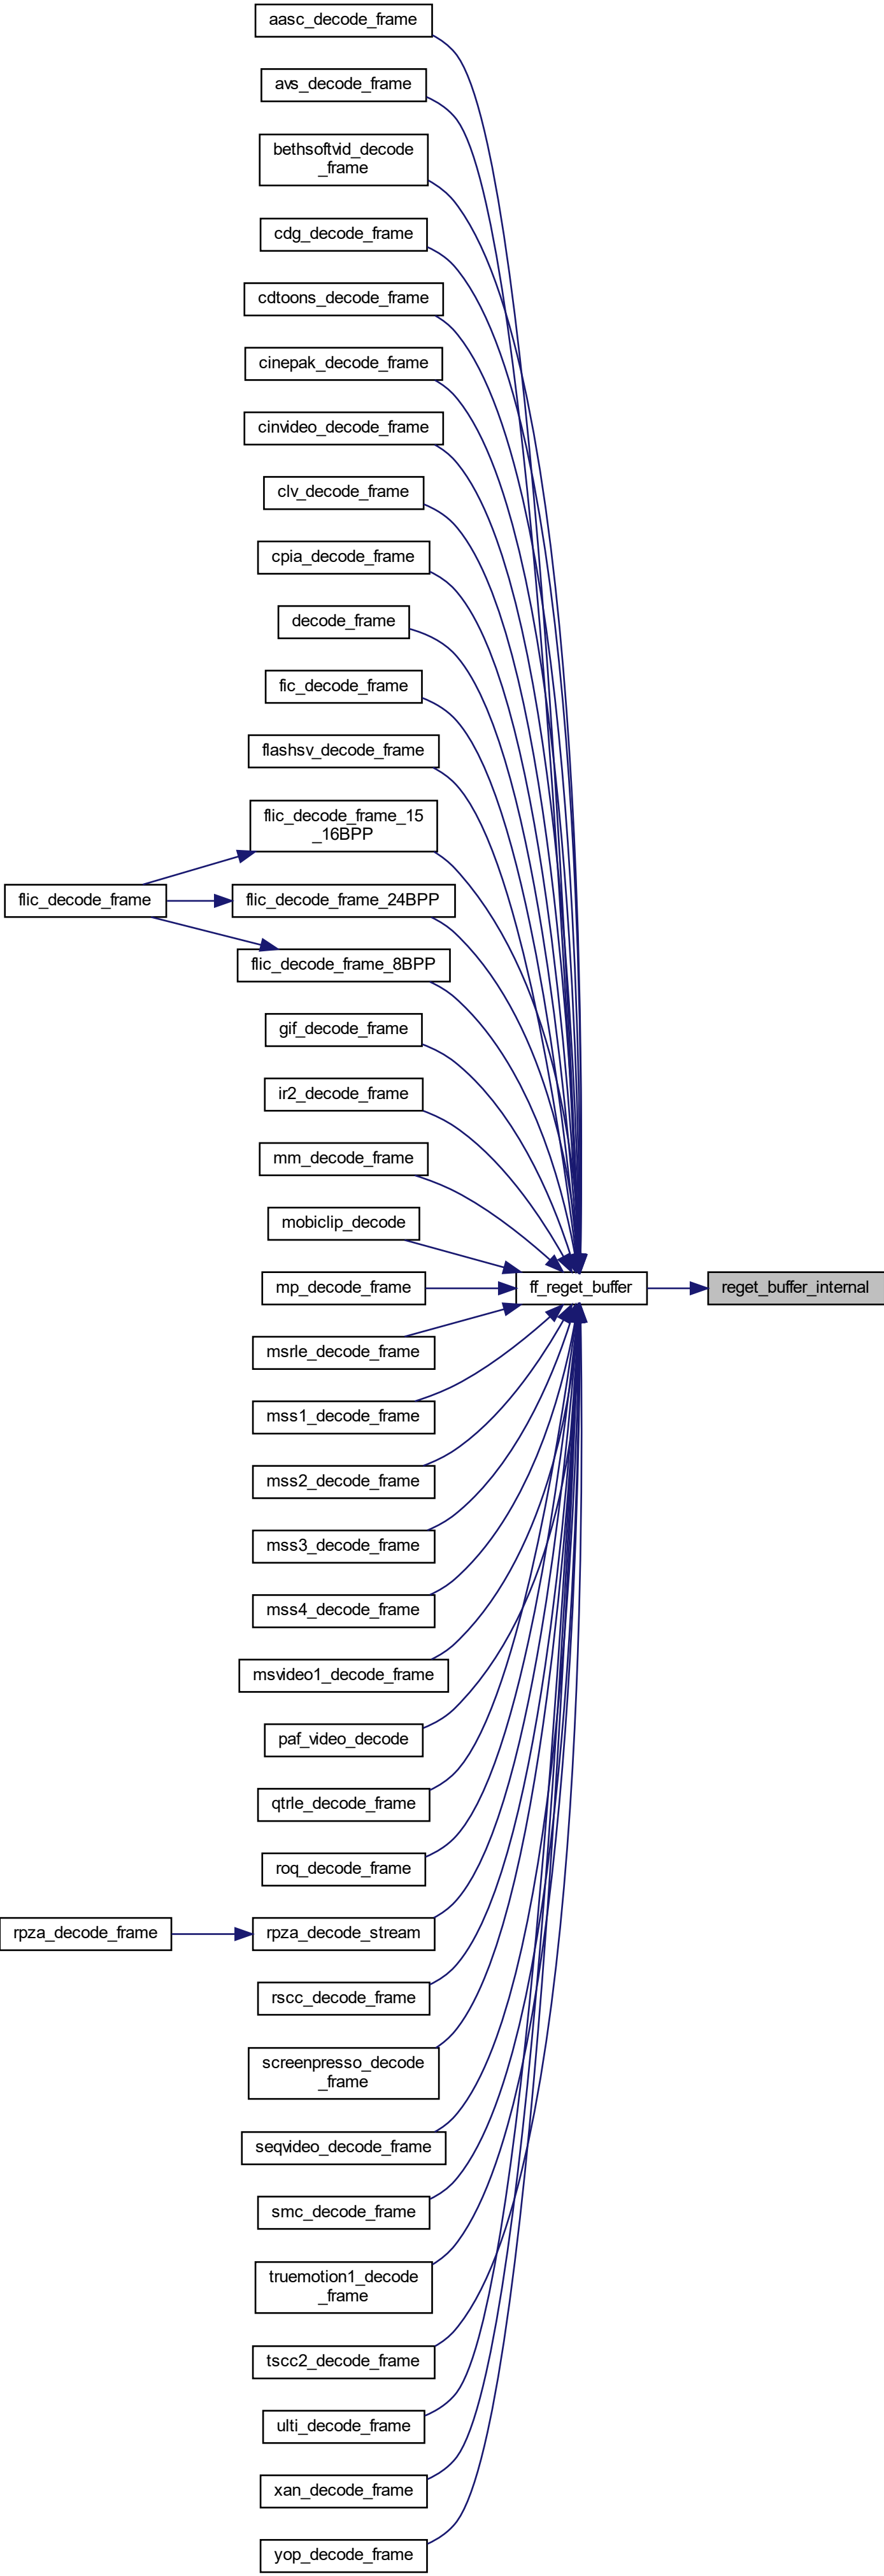 aasc_decode_frame
avs_decode_frame
bethsoftvid_decode
_frame
cdg_decode_frame
cdtoons_decode_frame
cinepak_decode_frame
cinvideo_decode_frame
clv_decode_frame
cpia_decode_frame
decode_frame
fic_decode_frame
flashsv_decode_frame
flic_decode_frame_15
_16BPP
flic_decode_frame
flic_decode_frame_24BPP
flic_decode_frame_8BPP
gif_decode_frame
ir2_decode_frame
mm_decode_frame
mobiclip_decode
mp_decode_frame
ff_reget_buffer
reget_buffer_internal
msrle_decode_frame
mss1_decode_frame
mss2_decode_frame
mss3_decode_frame
mss4_decode_frame
msvideo1_decode_frame
paf_video_decode
qtrle_decode_frame
roq_decode_frame
rpza_decode_frame
rpza_decode_stream
rscc_decode_frame
screenpresso_decode
_frame
seqvideo_decode_frame
smc_decode_frame
truemotion1_decode
_frame
tscc2_decode_frame
ulti_decode_frame
xan_decode_frame
yop_decode_frame